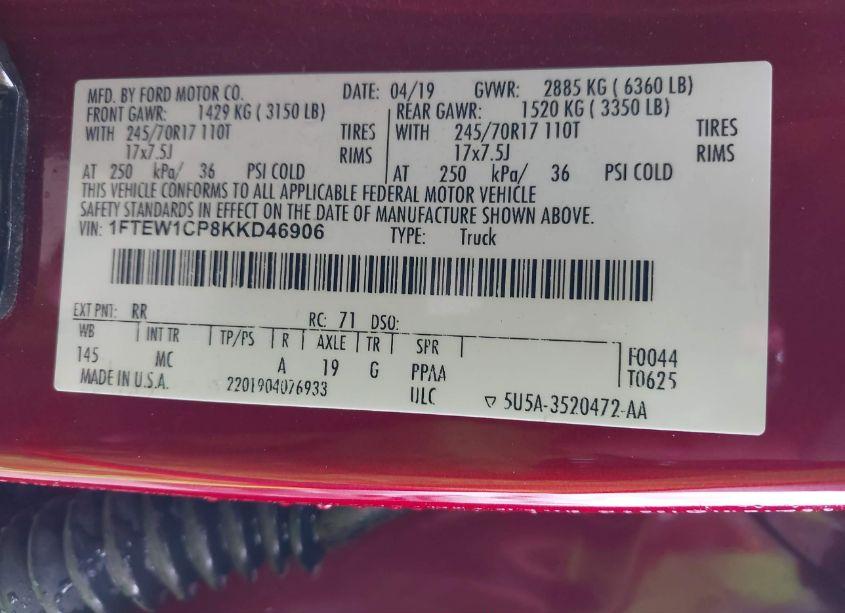 MFD. BY FORD MOTOR CO. DATE: 04/19 GVWR: 2885 KG ( 6360 LB)
FRONT GAWR: 1429 KG ( 3150 LB) REAR GAWR: 1520 KG ( 3350 LB)
WITH 245/70R17 110T TIRES WITH 245/70R17 110T TIRES
17x7.5J RIMS 17x7.5J RIMS
AT 250 kPa/ 36 PSI COLD AT 250 kPa/ 36 PSI COLD
THIS VEHICLE CONFORMS TO ALL APPLICABLE FEDERAL MOTOR VEHICLE
SAFETY STANDARDS IN EFFECT ON THE DATE OF MANUFACTURE SHOWN ABOVE.
VIN: 1FTEW1CP8KKD46906 TYPE: Truck
EXT PNT: RR RC: 71 DSO:
WB INT TR TP/PS R AXLE TR SPR F0044
145 MC A 19 G PPAA T0625
MADE IN U.S.A. 2201904076933 ULC ▽ 5U5A-3520472-AA